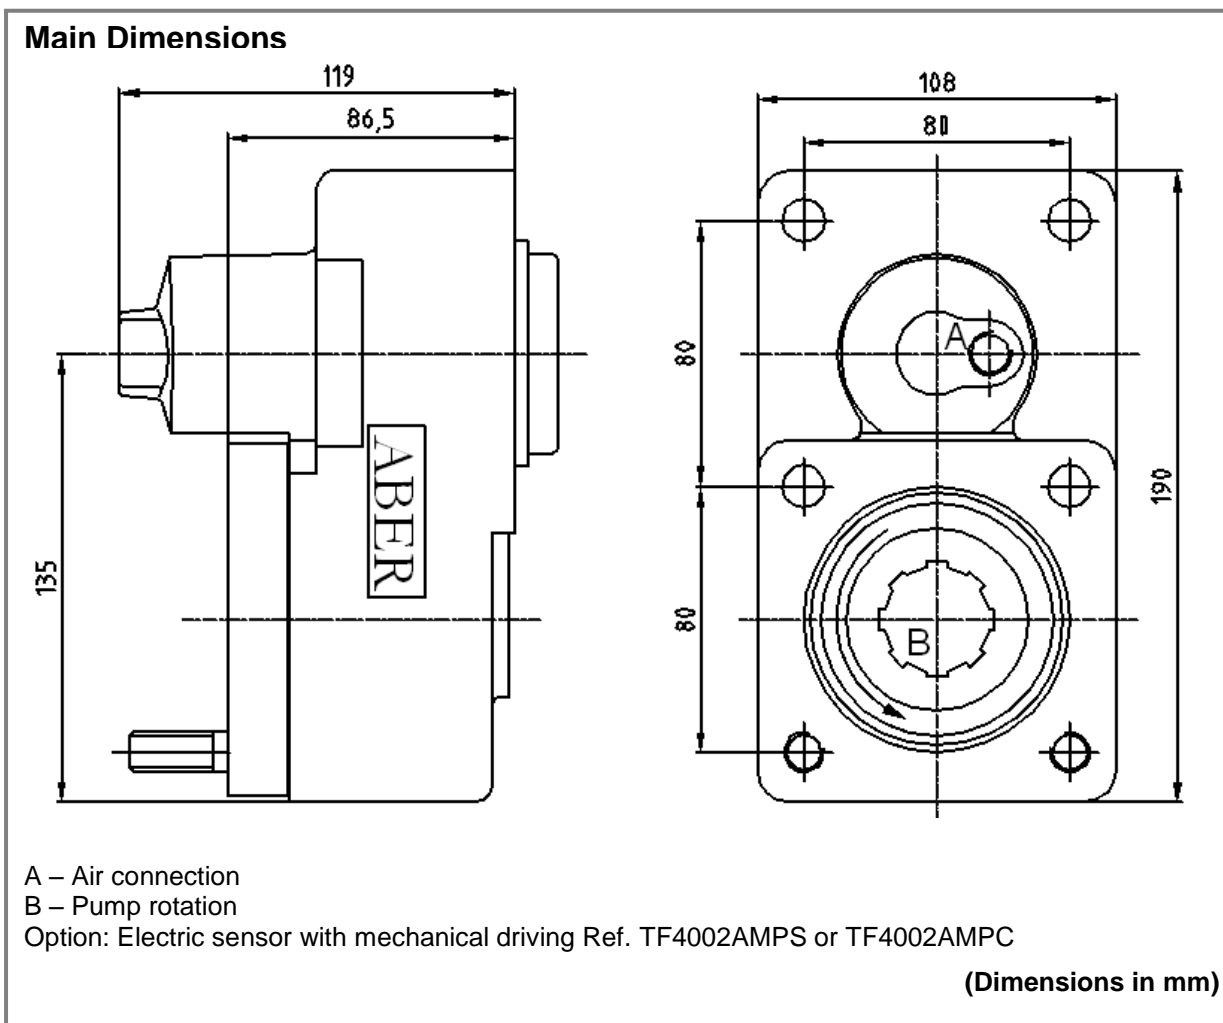 Main Dimensions
119
86,5
135
ABER
108
80
80
80
190
A
B
A – Air connection
B – Pump rotation
Option: Electric sensor with mechanical driving Ref. TF4002AMPS or TF4002AMPC
(Dimensions in mm)